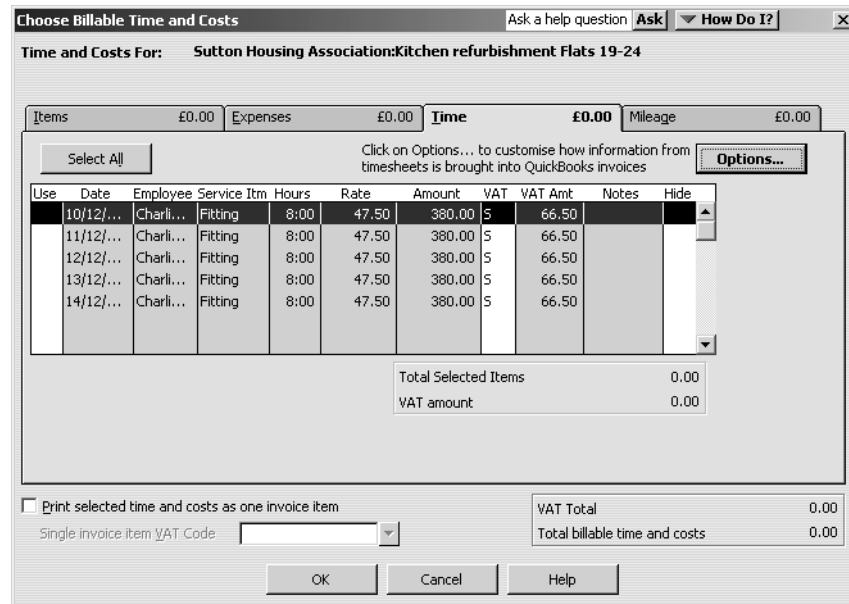 Choose Billable Time and Costs Ask a help question Ask How Do I? x
Time and Costs For: Sutton Housing Association:Kitchen refurbishment Flats 19-24
Items £0.00 Expenses £0.00 Time £0.00 Mileage £0.00
Select All
Click on Options... to customise how information from
timesheets is brought into QuickBooks invoices
Options...
Use Date Employee Service Itm Hours Rate Amount VAT VAT Amt Notes Hide
10/12/... Charli... Fitting 8:00 47.50 380.00 S 66.50
11/12/... Charli... Fitting 8:00 47.50 380.00 S 66.50
12/12/... Charli... Fitting 8:00 47.50 380.00 S 66.50
13/12/... Charli... Fitting 8:00 47.50 380.00 S 66.50
14/12/... Charli... Fitting 8:00 47.50 380.00 S 66.50
Total Selected Items 0.00
VAT amount 0.00
Print selected time and costs as one invoice item
Single invoice item VAT Code
VAT Total 0.00
Total billable time and costs 0.00
OK Cancel Help